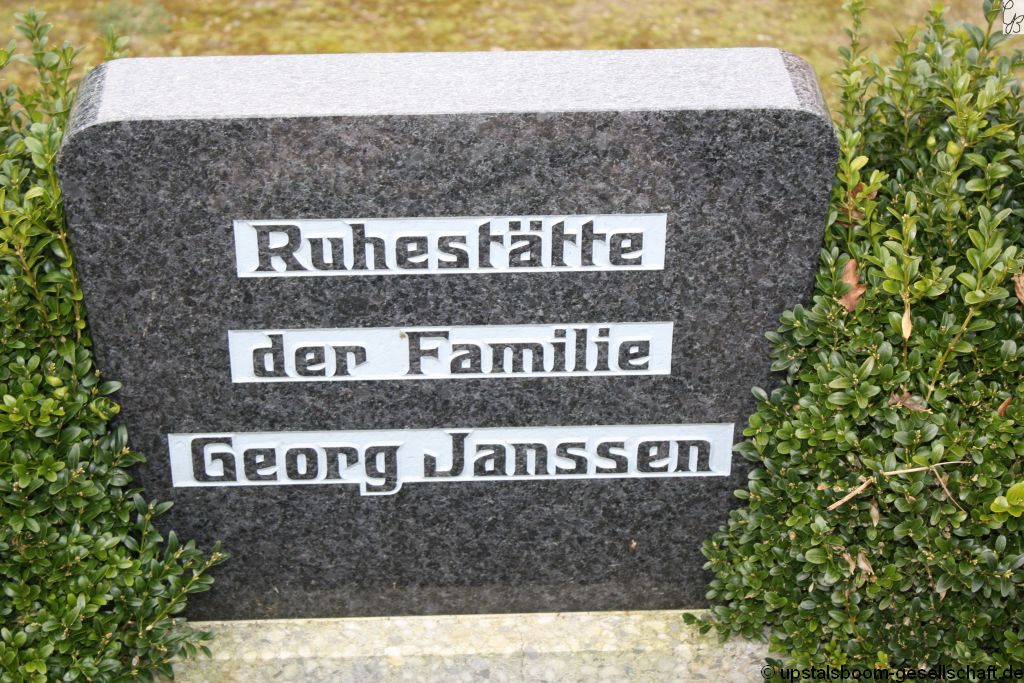 Ruhestätte
der Familie
Georg Janssen
© upstalsboom-gesellschaft.de